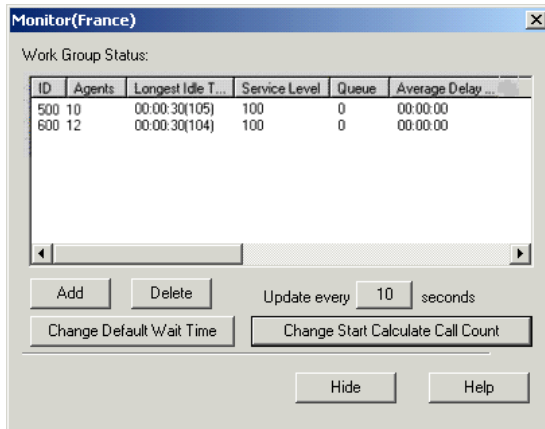 Monitor(France)
Work Group Status:
ID Agents Longest Idle T... Service Level Queue Average Delay ...
500 10 00:00:30(105) 100 0 00:00:00
600 12 00:00:30(104) 100 0 00:00:00
Add Delete Update every 10 seconds
Change Default Wait Time Change Start Calculate Call Count
Hide Help